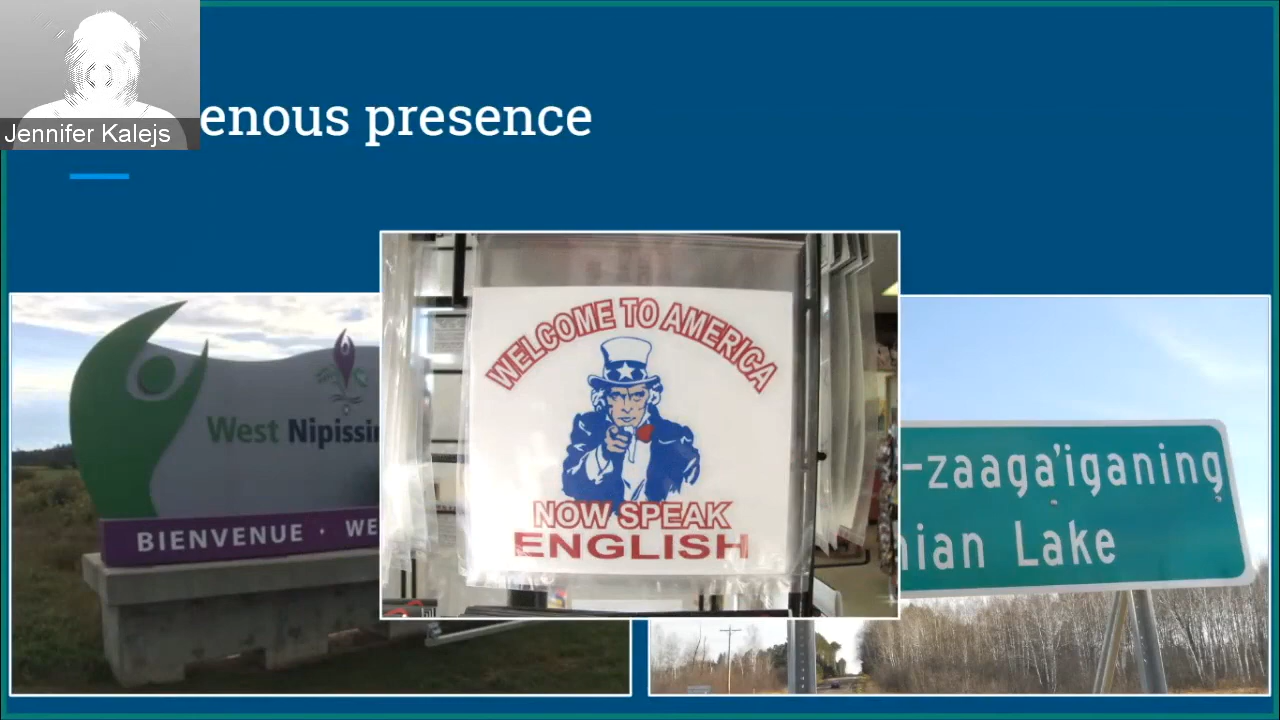 Jennifer Kalejs
enous presence
West Nipissin
BIENVENUE · WE
WELCOME TO AMERICA
NOW SPEAK
ENGLISH
-zaaga'iganing
nian Lake